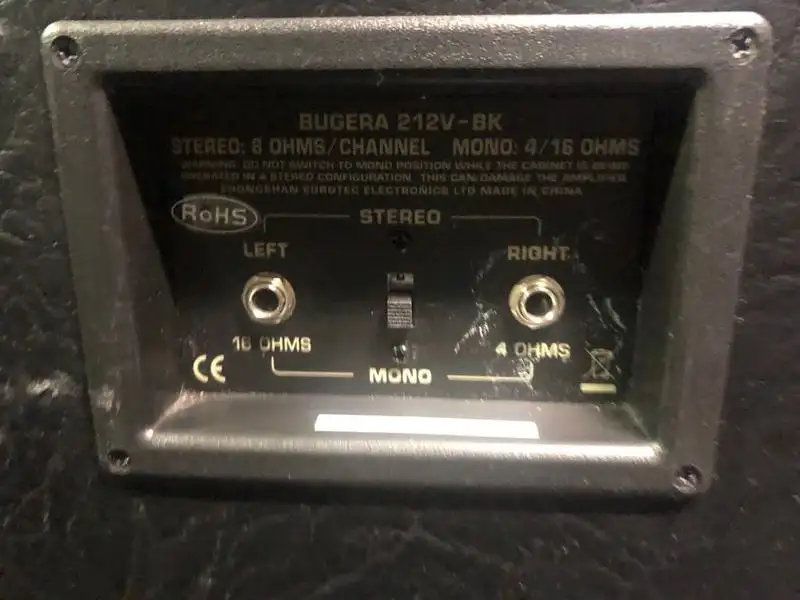 BUGERA 212V-BK
STEREO: 8 OHMS/CHANNEL MONO: 4/16 OHMS
WARNING: DO NOT SWITCH TO MONO POSITION WHILE THE CABINET IS BEING
OPERATED IN A STEREO CONFIGURATION. THIS CAN DAMAGE THE AMPLIFIER.
ZHONGSHAN EUROTEC ELECTRONICS LTD MADE IN CHINA
RoHS
STEREO
LEFT RIGHT
16 OHMS 4 OHMS
CE
MONO